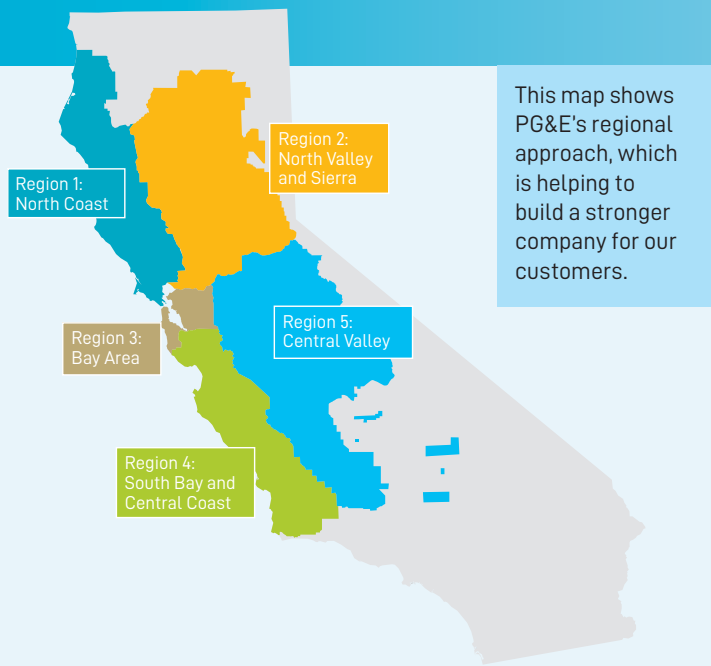 This map shows
PG&E's regional
approach, which
is helping to
build a stronger
company for our
customers.
Region 2:
North Valley
and Sierra
Region 1:
North Coast
Region 5:
Central Valley
Region 3:
Bay Area
Region 4:
South Bay and
Central Coast